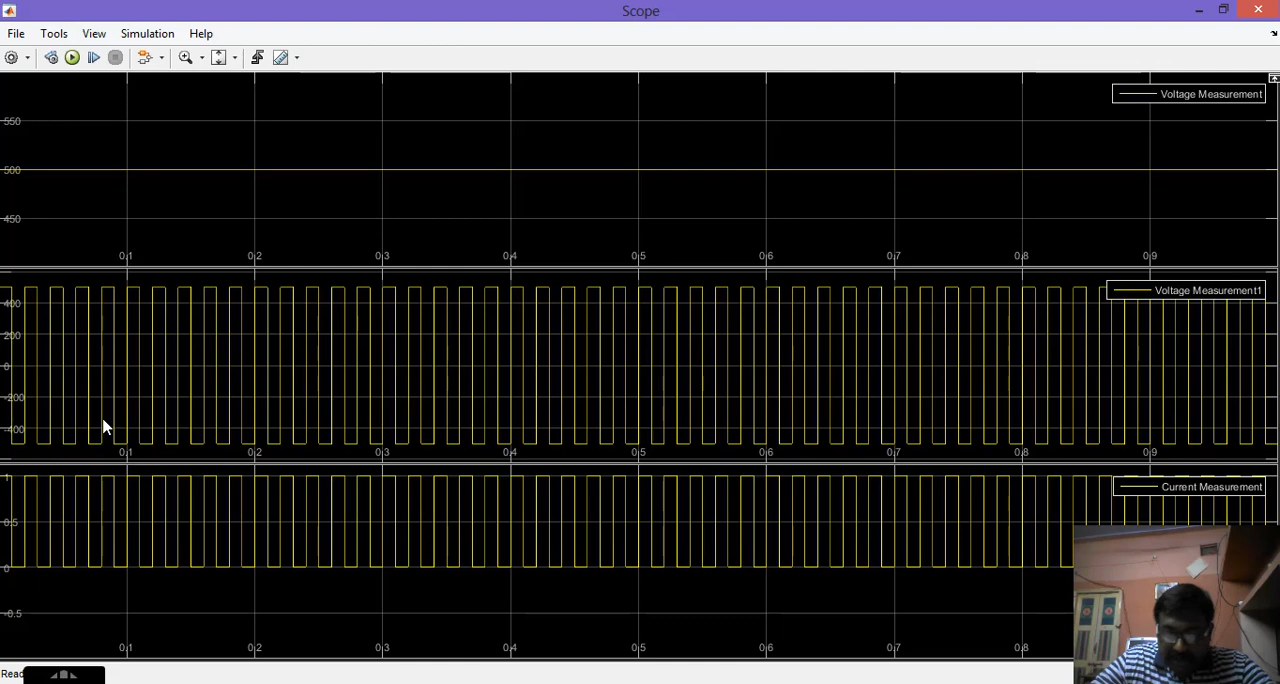 Scope
File Tools View Simulation Help
Voltage Measurement
550
500
450
0.1 0.2 0.3 0.4 0.5 0.6 0.7 0.8 0.9
Voltage Measurement1
400
200
0
-200
-400
0.1 0.2 0.3 0.4 0.5 0.6 0.7 0.8 0.9
Current Measurement
1
0.5
0
-0.5
0.1 0.2 0.3 0.4 0.5 0.6 0.7 0.8
Read